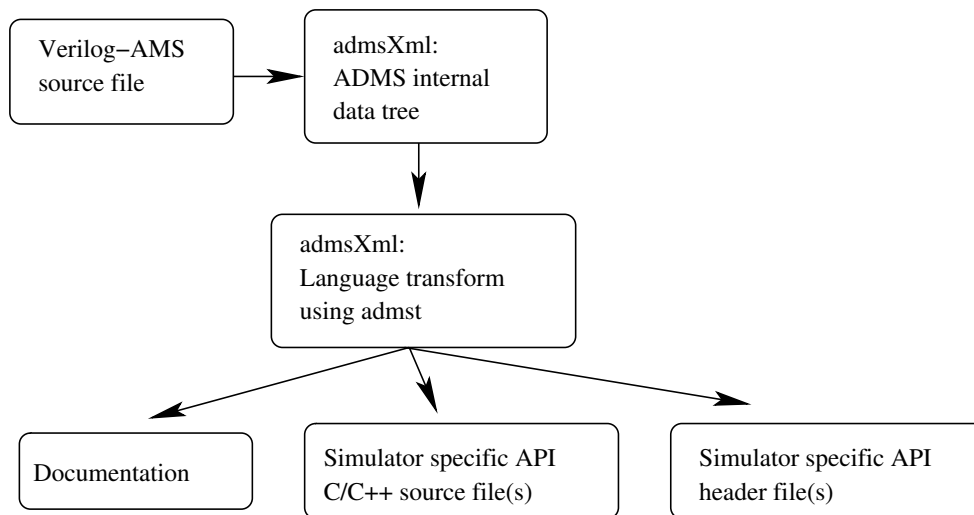 Verilog−AMS
source file
admsXml:
ADMS internal
data tree
admsXml:
Language transform
using admst
Documentation
Simulator specific API
C/C++ source file(s)
Simulator specific API
header file(s)